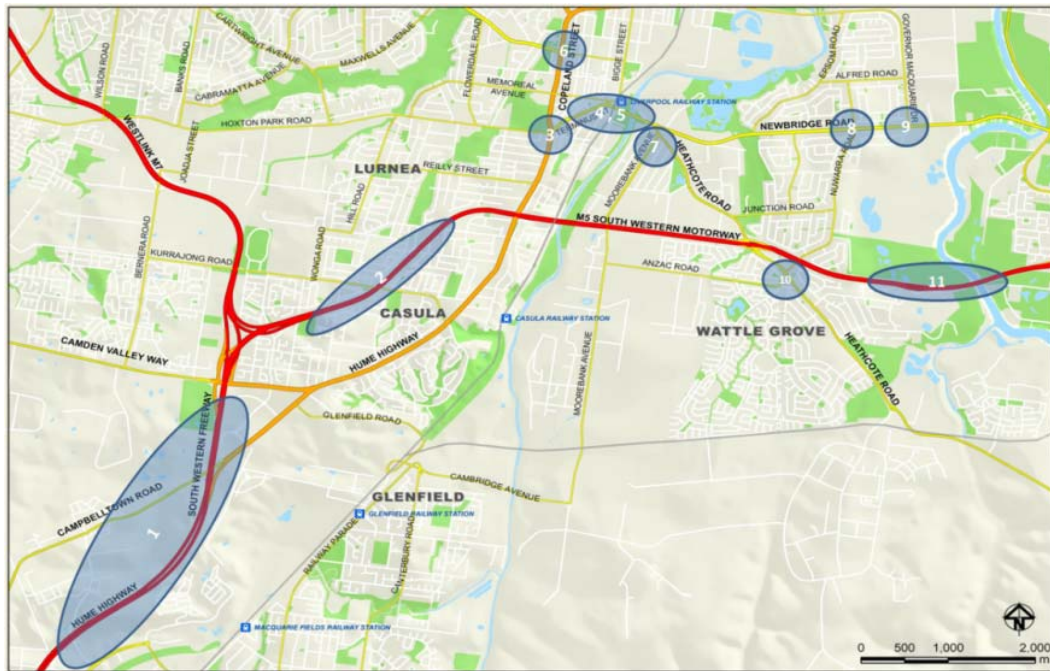 WILSON ROAD
BANKS ROAD
CARTWRIGHT AVENUE
MAXWELLS AVENUE
CABRAMATTA AVENUE
FLOWERDALE ROAD
MEMOREAL
AVENUE
COPELAND STREET
BIGGE STREET
6
EPSOM ROAD
ALFRED ROAD
LIVERPOOL RAILWAY STATION
HOXTON PARK ROAD
4
5
3
7
NEWBRIDGE ROAD
8
9
WESTLINK M7
JOADJA STREET
LURNEA
REILLY STREET
HILL ROAD
MOOREBANK AVENUE
HEATHCOTE ROAD
JUNCTION ROAD
M5 SOUTH WESTERN MOTORWAY
BERNERA ROAD
KURRAJONG ROAD
WONGA ROAD
2
ANZAC ROAD
10
11
CASULA
CASULA RAILWAY STATION
WATTLE GROVE
CAMDEN VALLEY WAY
HUME HIGHWAY
MOOREBANK AVENUE
HEATHCOTE ROAD
SOUTH WESTERN FREEWAY
GLENFIELD ROAD
CAMPBELLTOWN ROAD
CAMBRIDGE AVENUE
GLENFIELD
GLENFIELD RAILWAY STATION
1
RAILWAY PARADE
CANTERBURY ROAD
HUME HIGHWAY
MACQUARIE FIELDS RAILWAY STATION
N
0 500 1.000 2.000
m